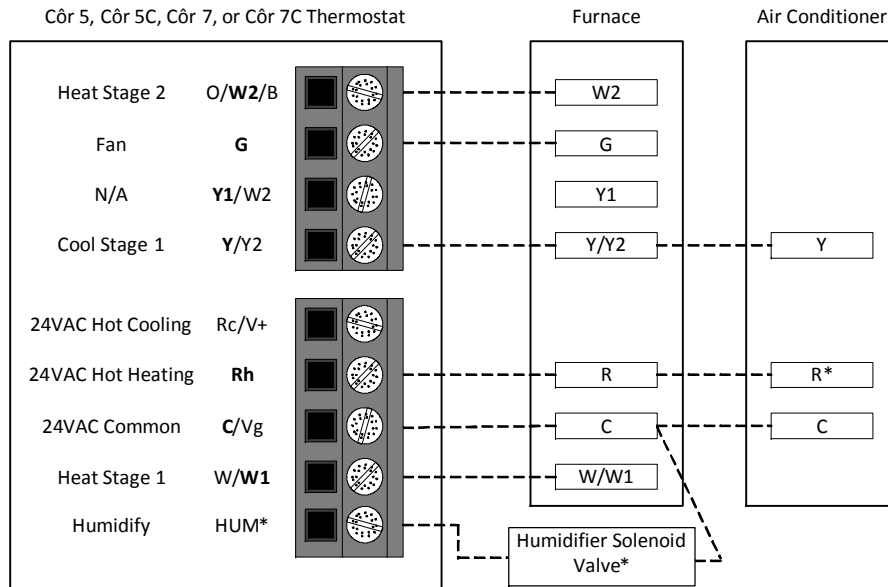 Côr 5, Côr 5C, Côr 7, or Côr 7C Thermostat
Furnace
Air Conditioner
Heat Stage 2 O/W2/B
W2
Fan G
G
N/A Y1/W2
Y1
Cool Stage 1 Y/Y2
Y/Y2
Y
24VAC Hot Cooling Rc/V+
24VAC Hot Heating Rh
R
R*
24VAC Common C/Vg
C
C
Heat Stage 1 W/W1
W/W1
Humidify HUM*
Humidifier Solenoid
Valve*